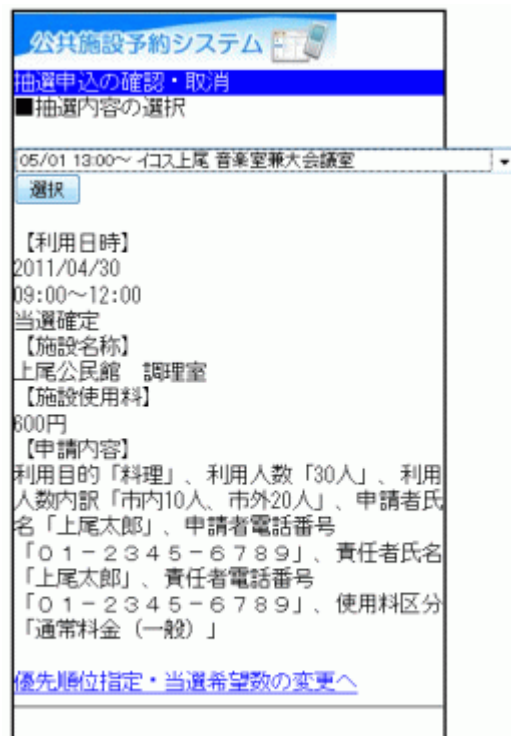 公共施設予約システム
抽選申込の確認・取消
■抽選内容の選択
05/01 13:00～ イコス上尾 音楽室兼大会議室
選択
【利用日時】
2011/04/30
09:00～12:00
当選確定
【施設名称】
上尾公民館　調理室
【施設使用料】
600円
【申請内容】
利用目的「料理」、利用人数「30人」、利用
人数内訳「市内10人、市外20人」、申請者氏
名「上尾太郎」、申請者電話番号
「０１－２３４５－６７８９」、責任者氏名
「上尾太郎」、責任者電話番号
「０１－２３４５－６７８９」、使用料区分
「通常料金（一般）」
優先順位指定・当選希望数の変更へ